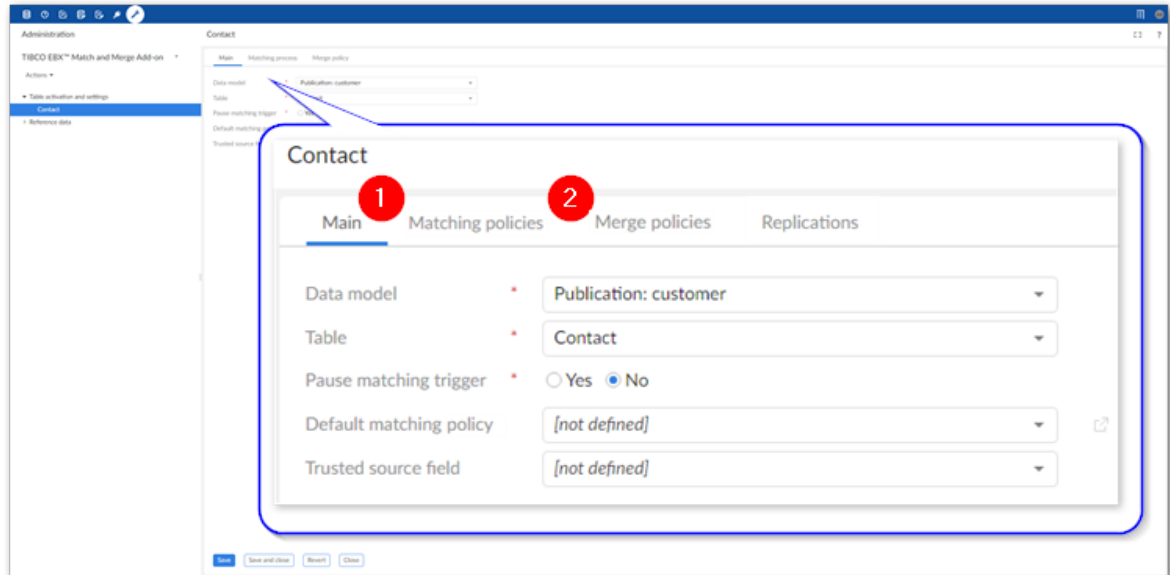 Administration
Contact
?
TIBCO EBX™ Match and Merge Add-on
Main Matching process Merge policy
Actions
Data model * Publication: customer
Table activation and settings
Table
Contact
Pause matching trigger *
Reference data
Default matching
Trusted source
Contact
1
2
Main Matching policies Merge policies Replications
Data model * Publication: customer
Table * Contact
Pause matching trigger * Yes No
Default matching policy [not defined]
Trusted source field [not defined]
Save Save and close Revert Close